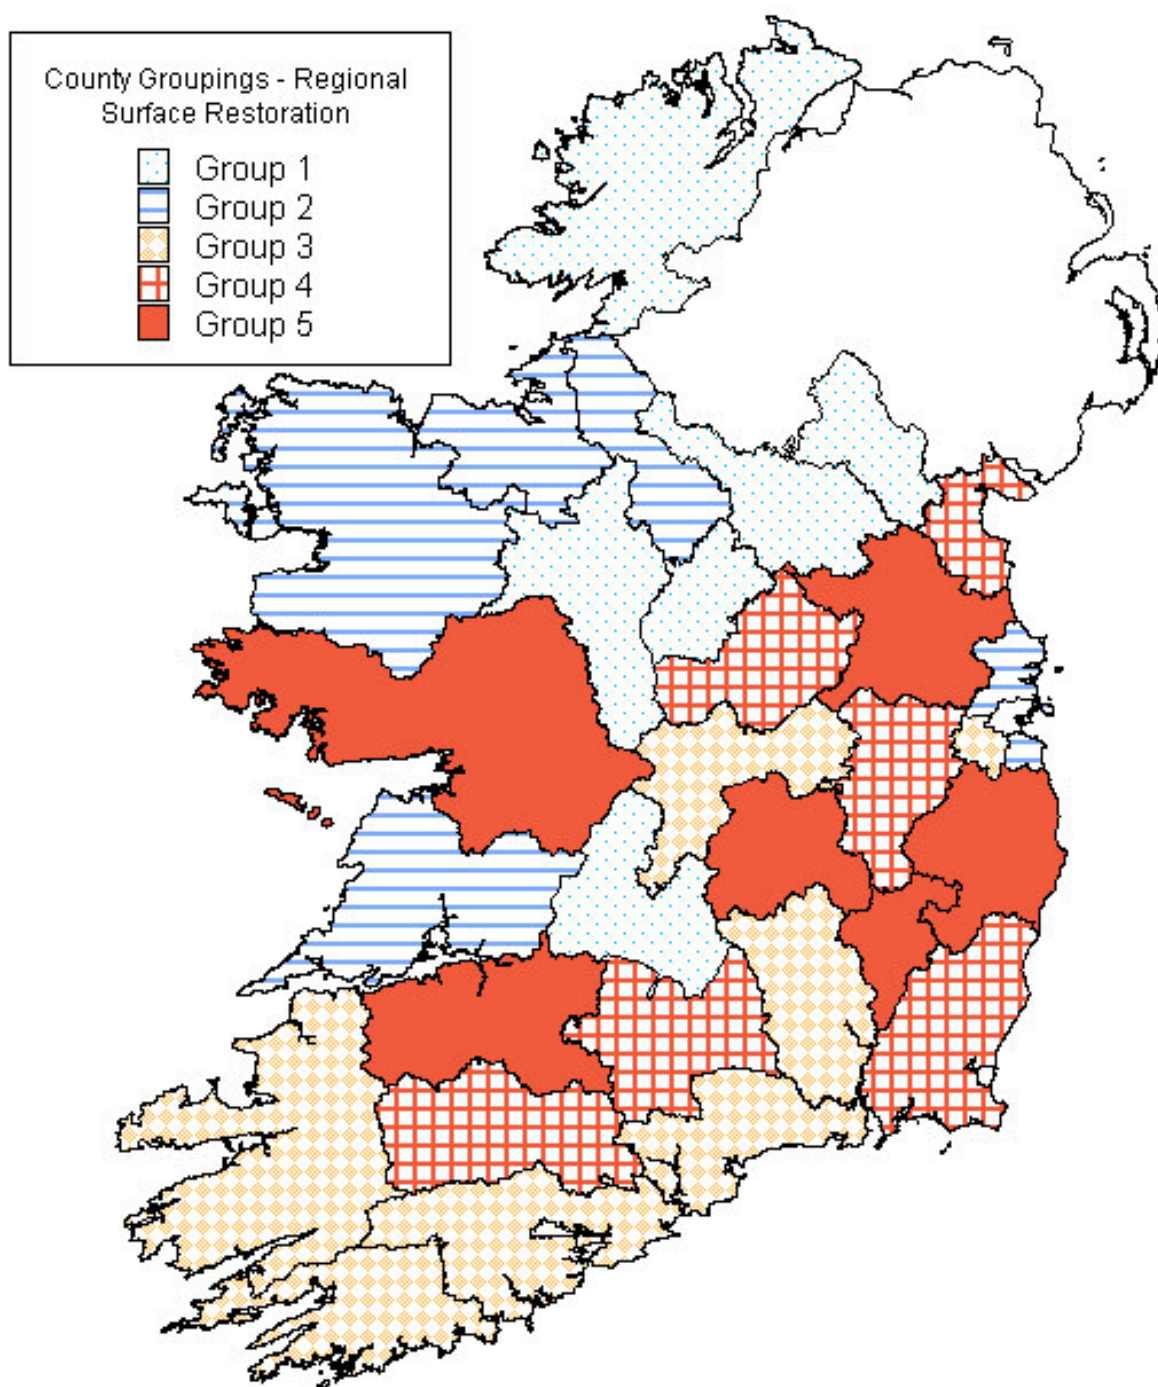 County Groupings - Regional
Surface Restoration
Group 1
Group 2
Group 3
Group 4
Group 5